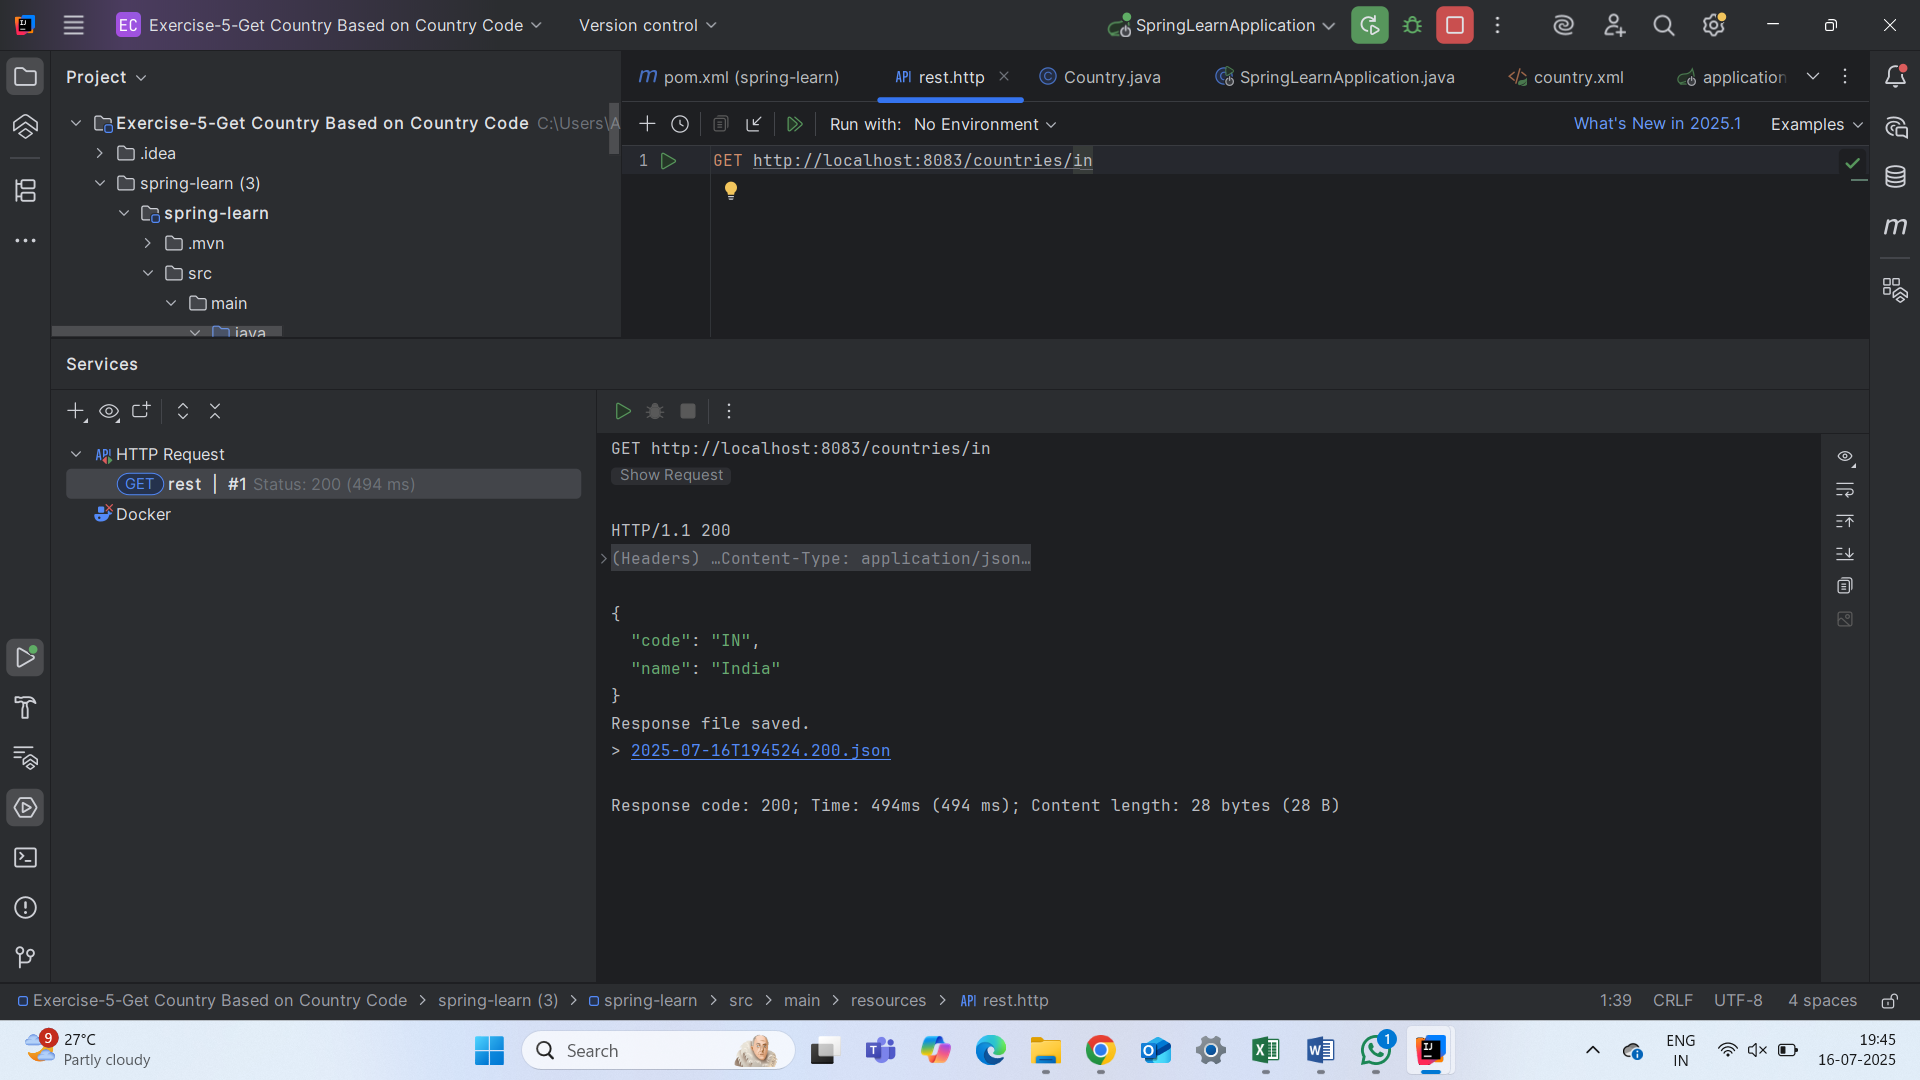 EC Exercise-5-Get Country Based on Country Code Version control SpringLearnApplication
Project
m pom.xml (spring-learn) API rest.http Country.java SpringLearnApplication.java country.xml application
Exercise-5-Get Country Based on Country Code C:\Users\A
Run with: No Environment What's New in 2025.1 Examples
.idea
1 GET http://localhost:8083/countries/in
spring-learn (3)
spring-learn
.mvn
src
main
java
Services
HTTP Request
GET rest | #1 Status: 200 (494 ms)
Docker
GET http://localhost:8083/countries/in
Show Request
HTTP/1.1 200
(Headers) …Content-Type: application/json…
{
"code": "IN",
"name": "India"
}
Response file saved.
> 2025-07-16T194524.200.json
Response code: 200; Time: 494ms (494 ms); Content length: 28 bytes (28 B)
Exercise-5-Get Country Based on Country Code > spring-learn (3) > spring-learn > src > main > resources > API rest.http 1:39 CRLF UTF-8 4 spaces
9 27°C
Partly cloudy
Search
1
ENG
IN
19:45
16-07-2025